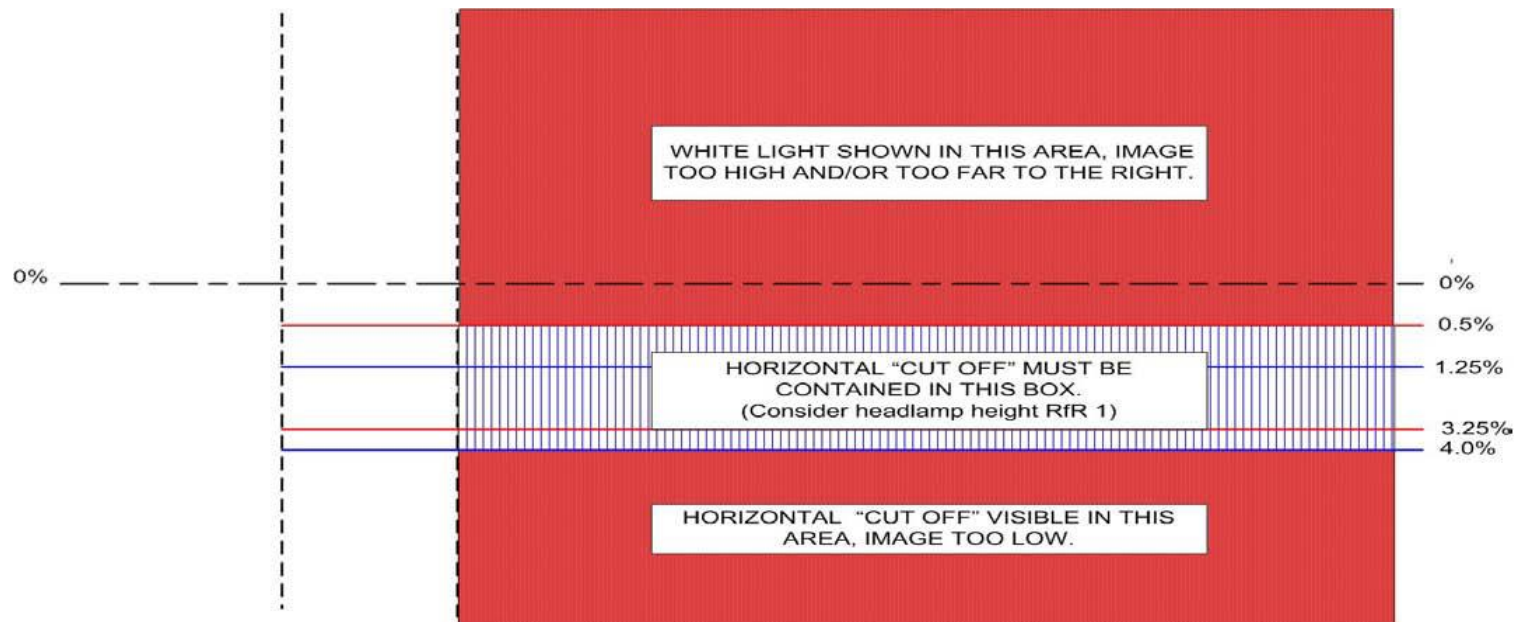 WHITE LIGHT SHOWN IN THIS AREA, IMAGE
TOO HIGH AND/OR TOO FAR TO THE RIGHT.
0%
0%
0.5%
HORIZONTAL “CUT OFF” MUST BE
CONTAINED IN THIS BOX.
(Consider headlamp height RfR 1)
1.25%
3.25%
4.0%
HORIZONTAL “CUT OFF” VISIBLE IN THIS
AREA, IMAGE TOO LOW.